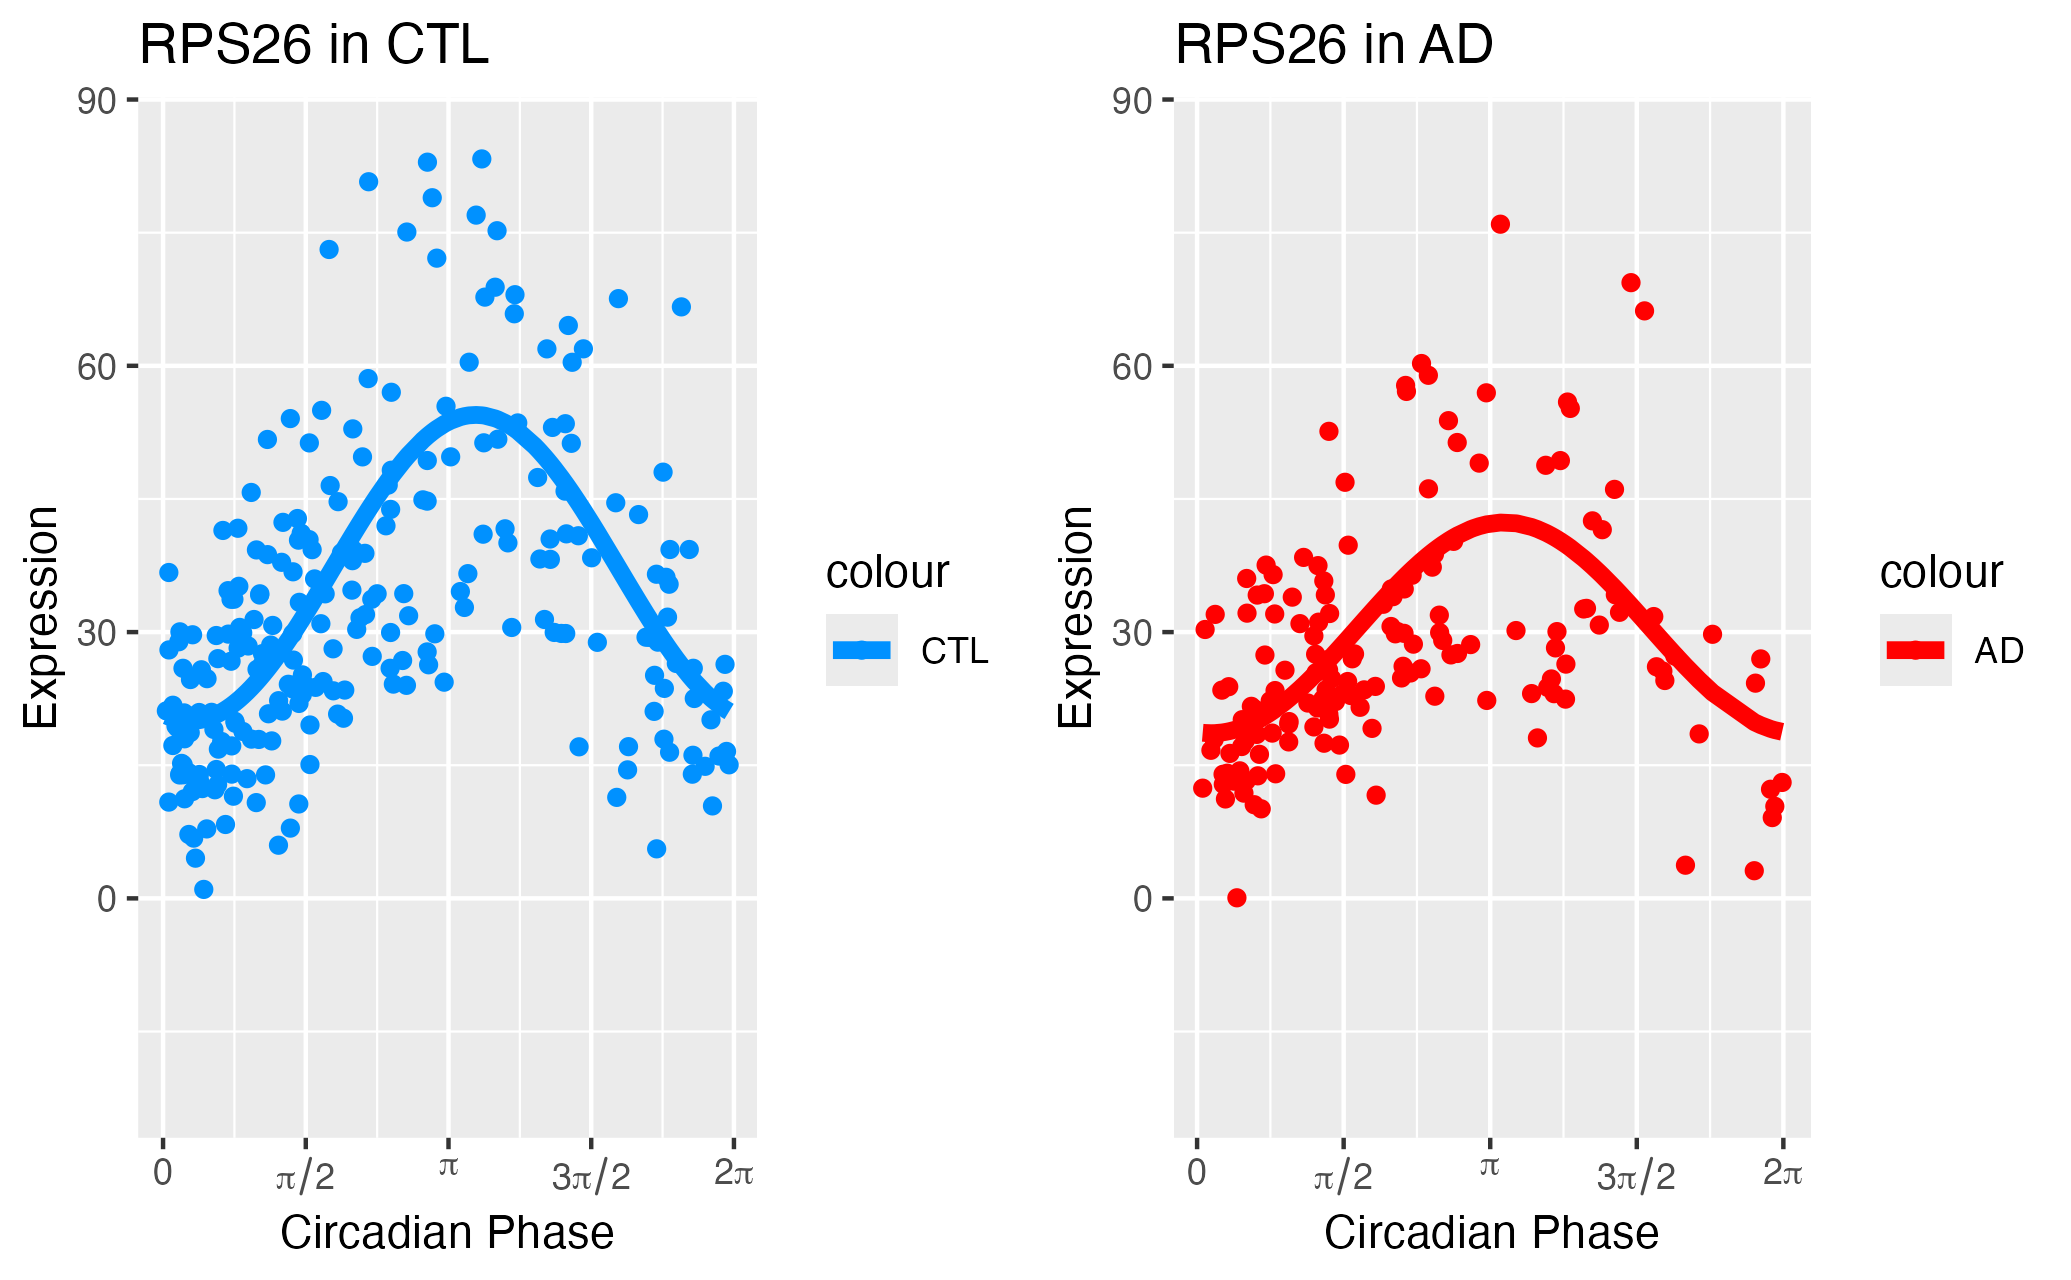 RPS26 in CTL
90
60
30
0
Expression
0
π/2
π
3π/2
2π
Circadian Phase
colour
CTL
RPS26 in AD
90
60
30
0
Expression
0
π/2
π
3π/2
2π
Circadian Phase
colour
AD